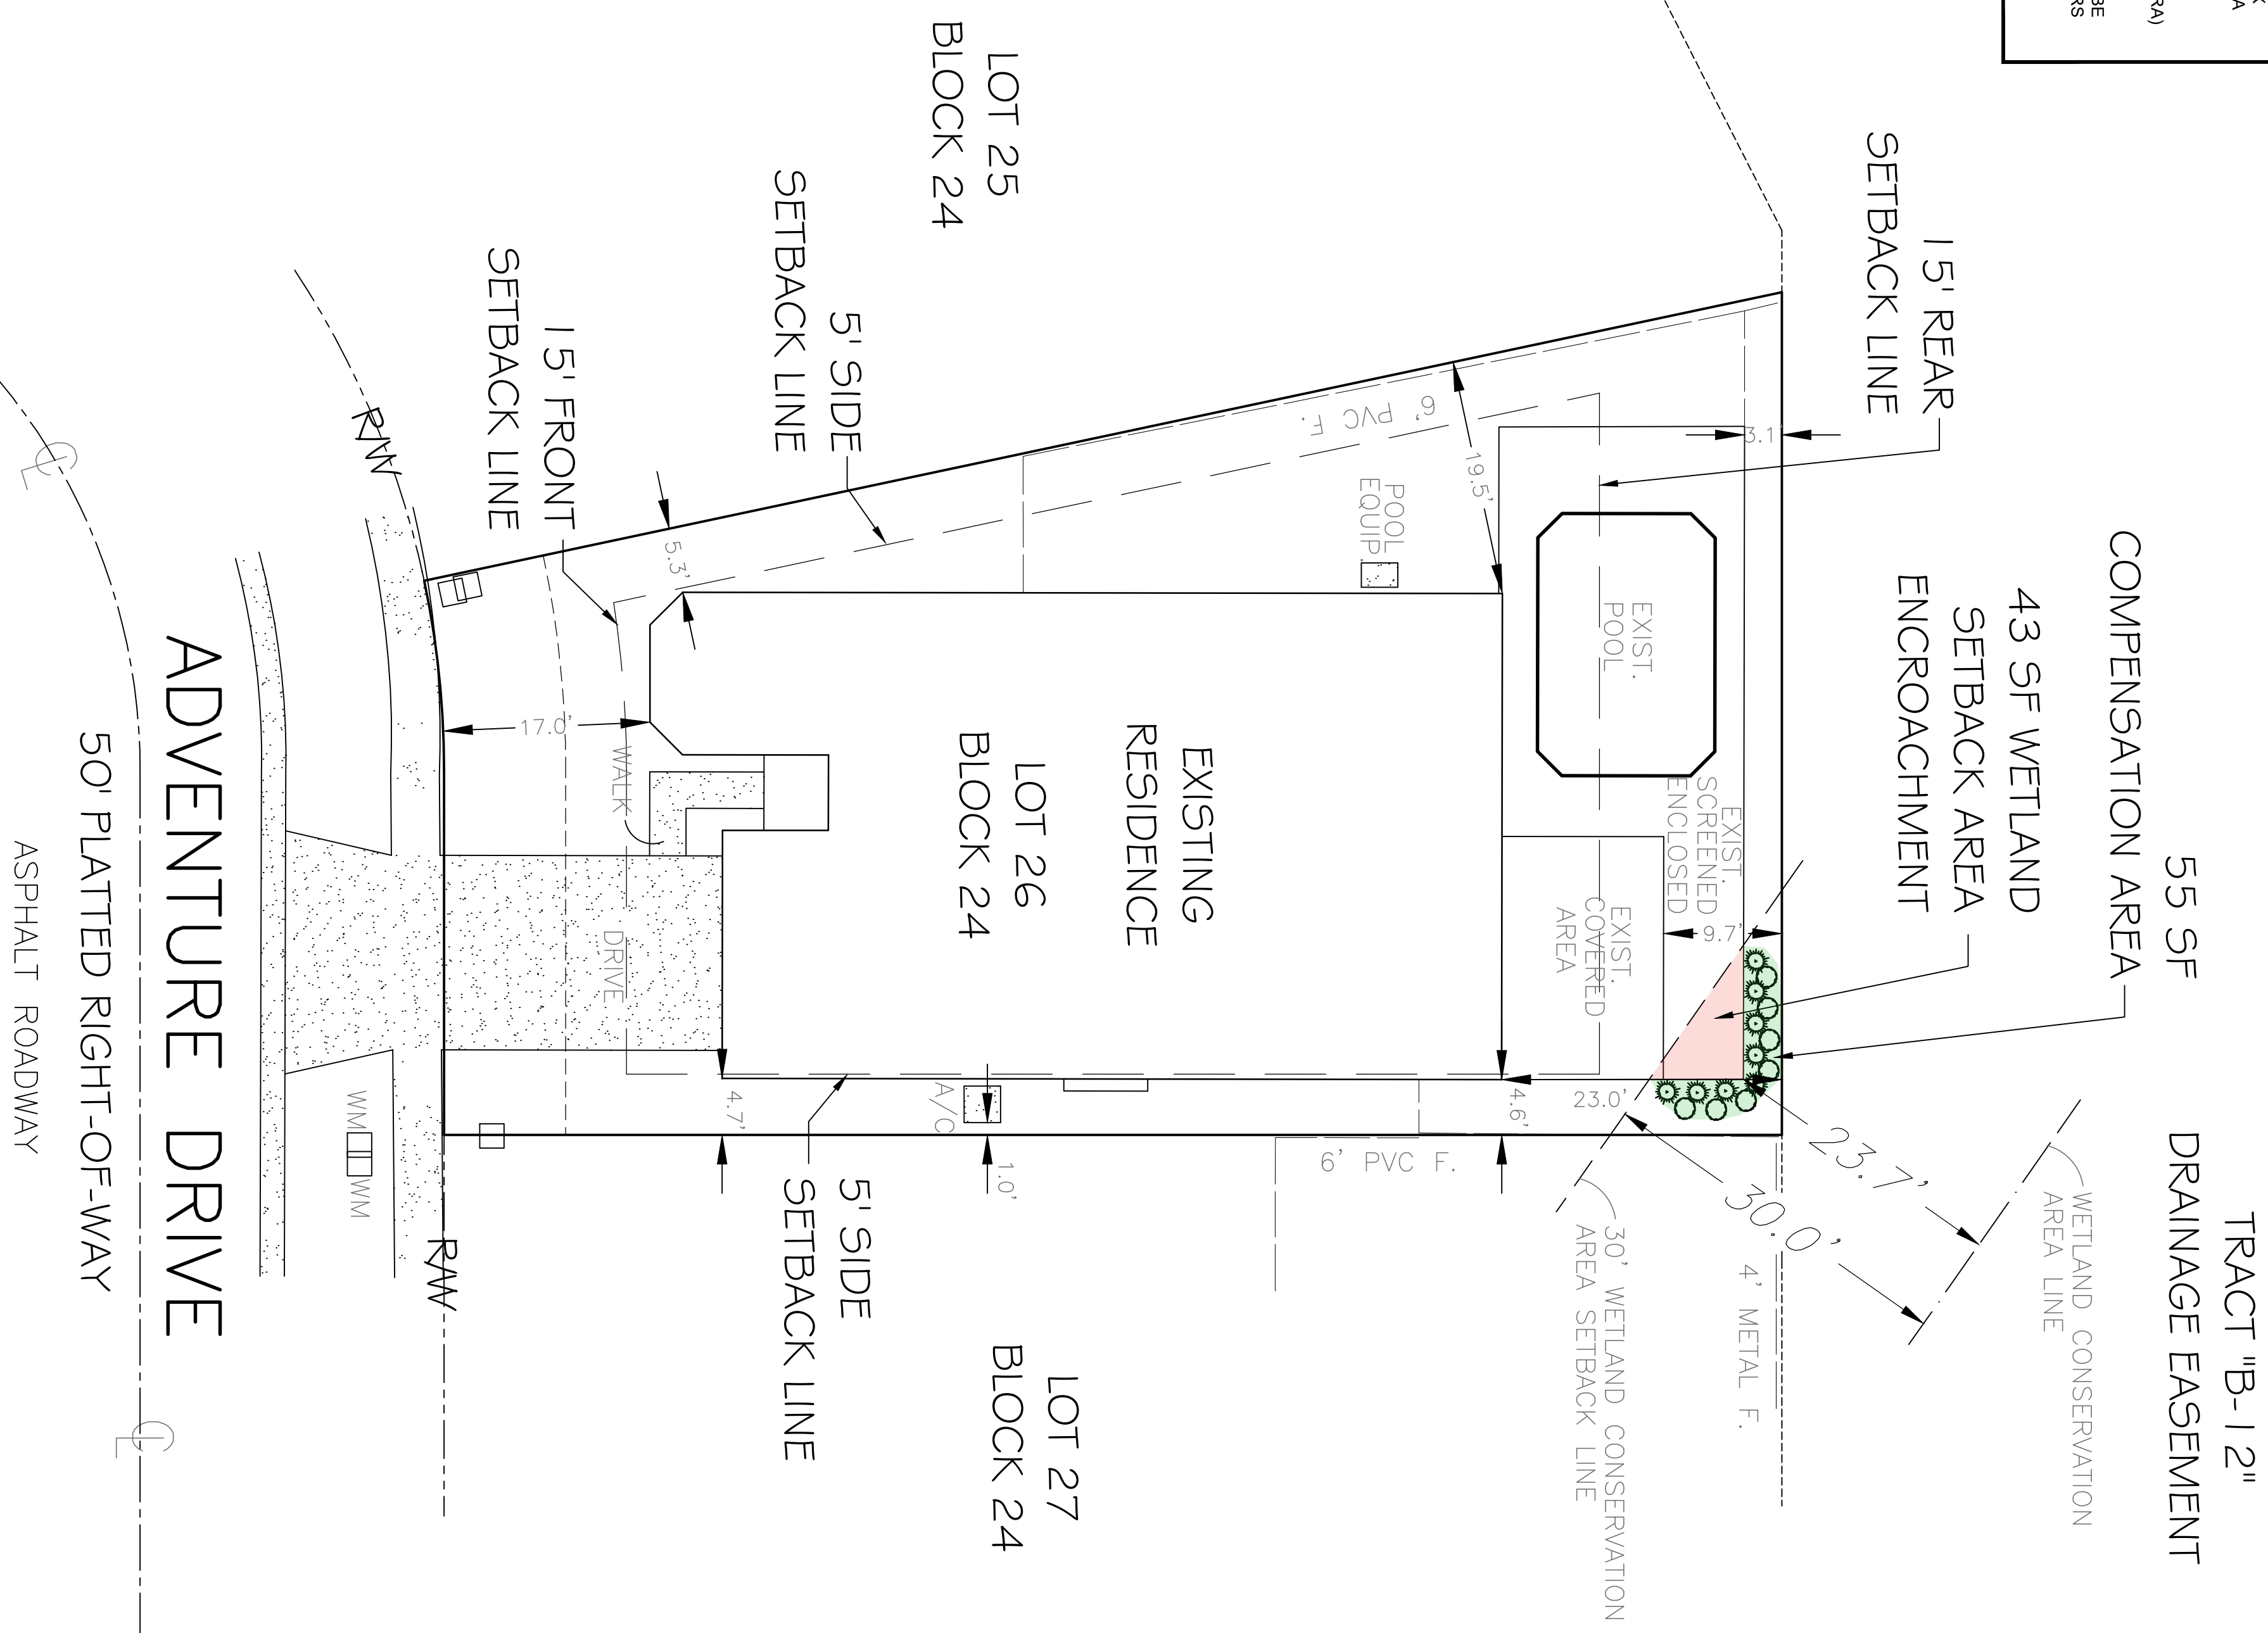 RA)
BE
RS
LOT 25
BLOCK 24
15' REAR
SETBACK LINE
5' SIDE
SETBACK LINE
15' FRONT
SETBACK LINE
55 SF
COMPENSATION AREA
43 SF WETLAND
SETBACK AREA
ENCROACHMENT
R/W
6' PVC F.
3.1'
19.5'
5.3'
POOL
EQUIP.
EXIST.
POOL
EXIST.
SCREENED
ENCLOSED
EXIST.
COVERED
AREA
9.7'
EXISTING
RESIDENCE
LOT 26
BLOCK 24
17.0'
WALK
DRIVE
23.0'
4.6'
4.7'
A/C
1.0'
6' PVC F.
23.7'
30.0'
TRACT "B-12"
DRAINAGE EASEMENT
WETLAND CONSERVATION
AREA LINE
30' WETLAND CONSERVATION
AREA SETBACK LINE
4' METAL F.
5' SIDE
SETBACK LINE
LOT 27
BLOCK 24
WM
WM
R/W
ADVENTURE DRIVE
50' PLATTED RIGHT-OF-WAY
ASPHALT ROADWAY
CL
CL